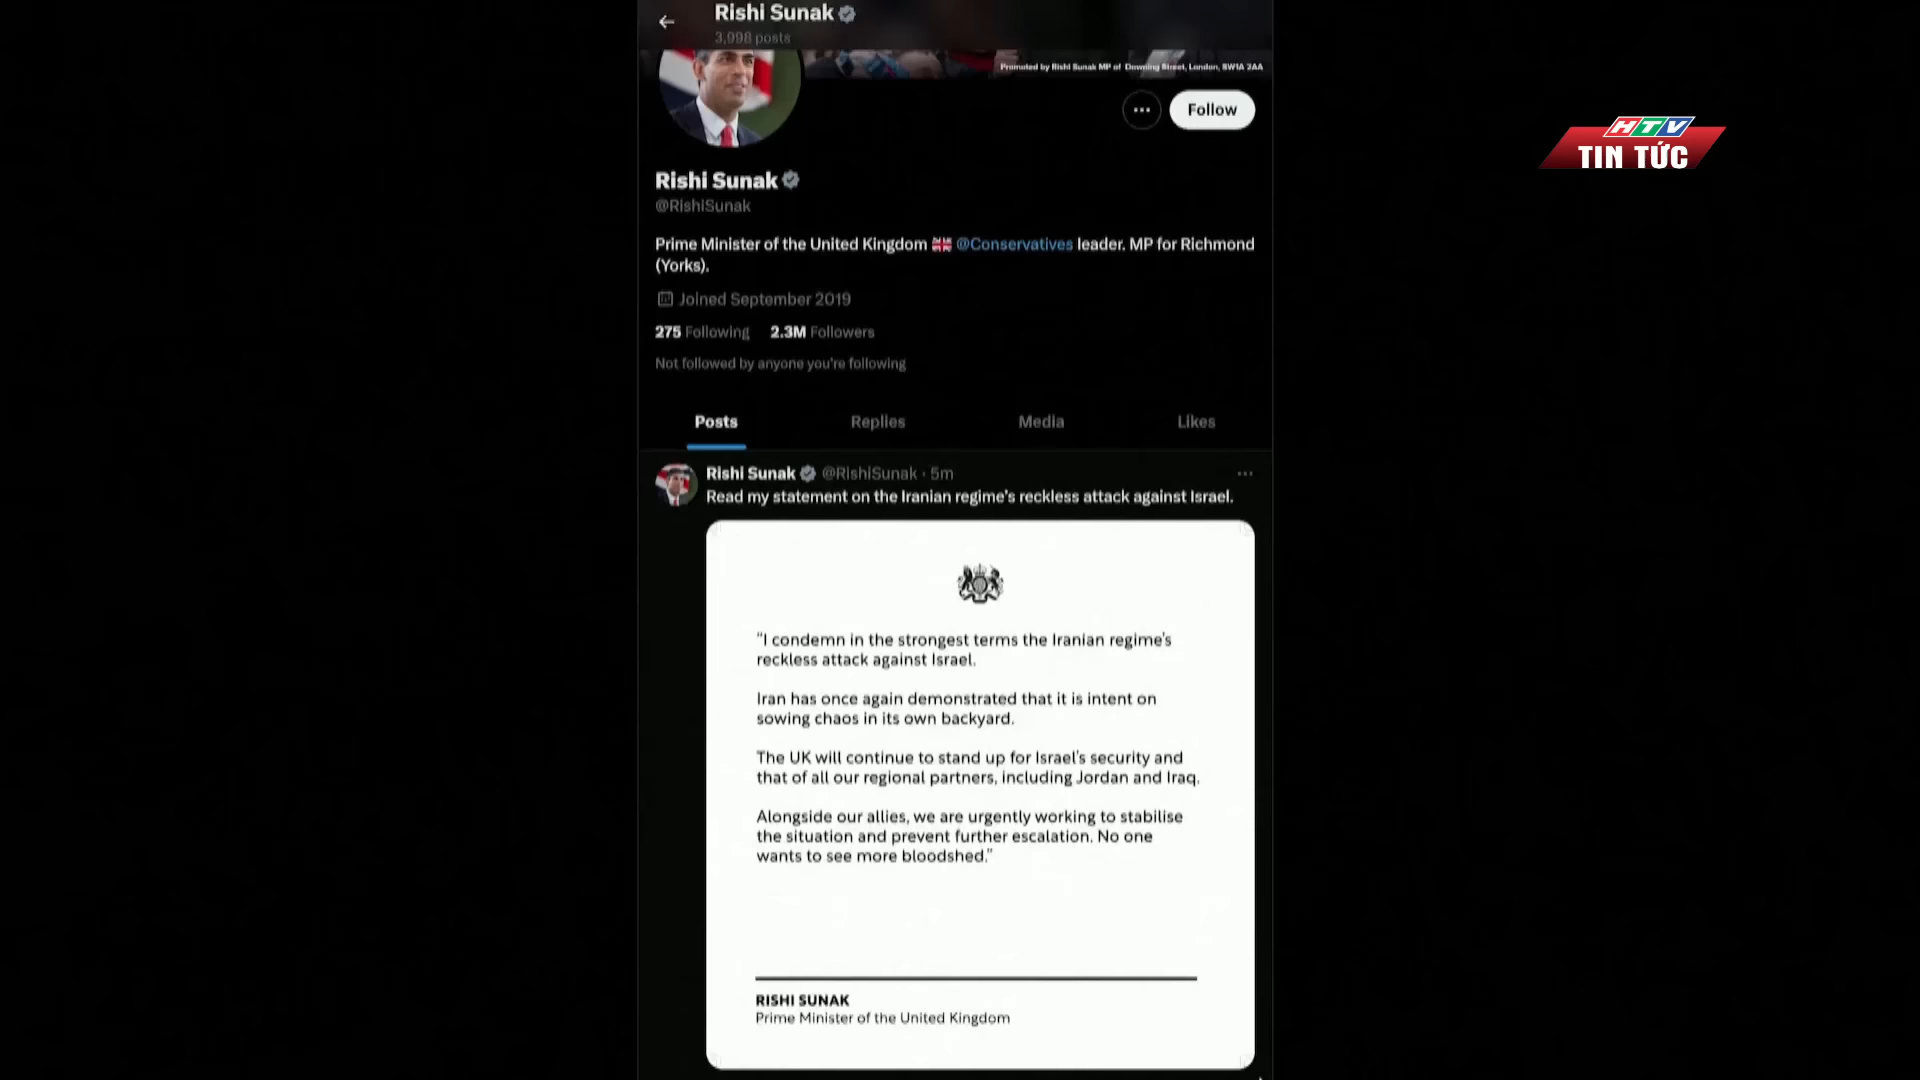 Rishi Sunak
3,998 posts
Promoted by Rishi Sunak MP of Downing Street, London, SW1A 2AA
Follow
HTV
TIN TỨC
Rishi Sunak
@RishiSunak
Prime Minister of the United Kingdom 🇬🇧 @Conservatives leader. MP for Richmond
(Yorks).
Joined September 2019
275 Following 2.3M Followers
Not followed by anyone you're following
Posts Replies Media Likes
Rishi Sunak @RishiSunak · 5m
Read my statement on the Iranian regime's reckless attack against Israel.
"I condemn in the strongest terms the Iranian regime's
reckless attack against Israel.
Iran has once again demonstrated that it is intent on
sowing chaos in its own backyard.
The UK will continue to stand up for Israel's security and
that of all our regional partners, including Jordan and Iraq.
Alongside our allies, we are urgently working to stabilise
the situation and prevent further escalation. No one
wants to see more bloodshed."
RISHI SUNAK
Prime Minister of the United Kingdom